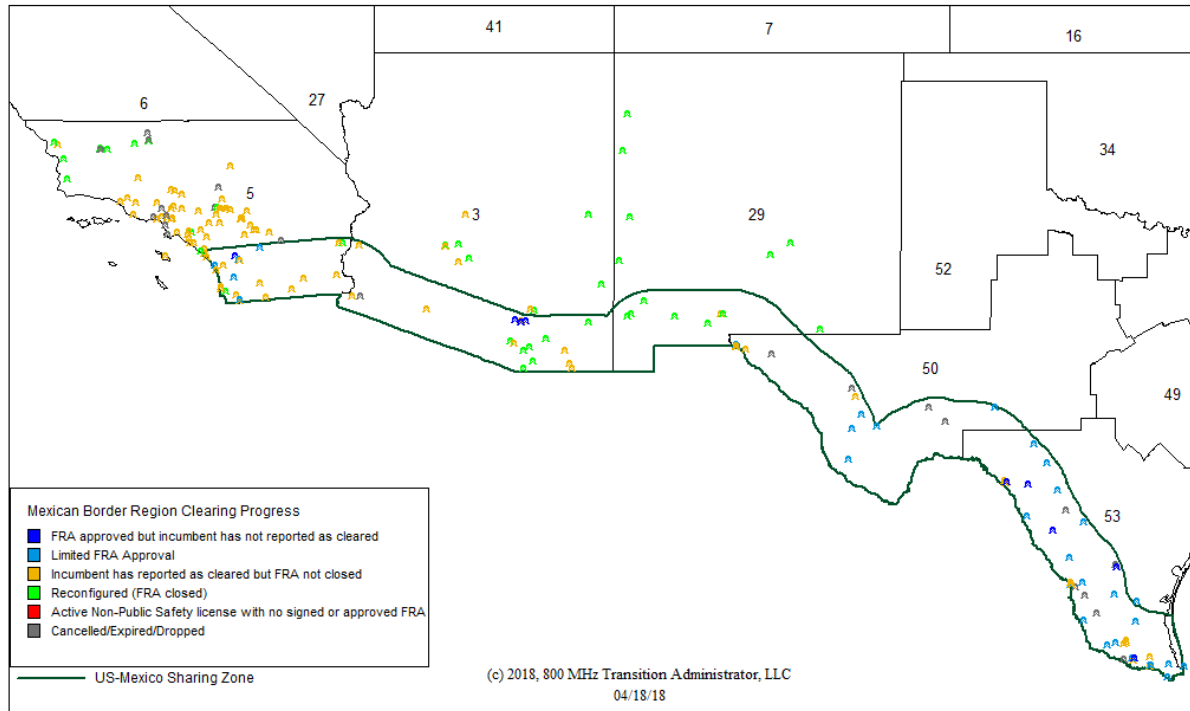 41
7
16
6
27
34
5
3
29
52
50
49
53
Mexican Border Region Clearing Progress
FRA approved but incumbent has not reported as cleared
Limited FRA Approval
Incumbent has reported as cleared but FRA not closed
Reconfigured (FRA closed)
Active Non-Public Safety license with no signed or approved FRA
Cancelled/Expired/Dropped
US-Mexico Sharing Zone
(c) 2018, 800 MHz Transition Administrator, LLC
04/18/18